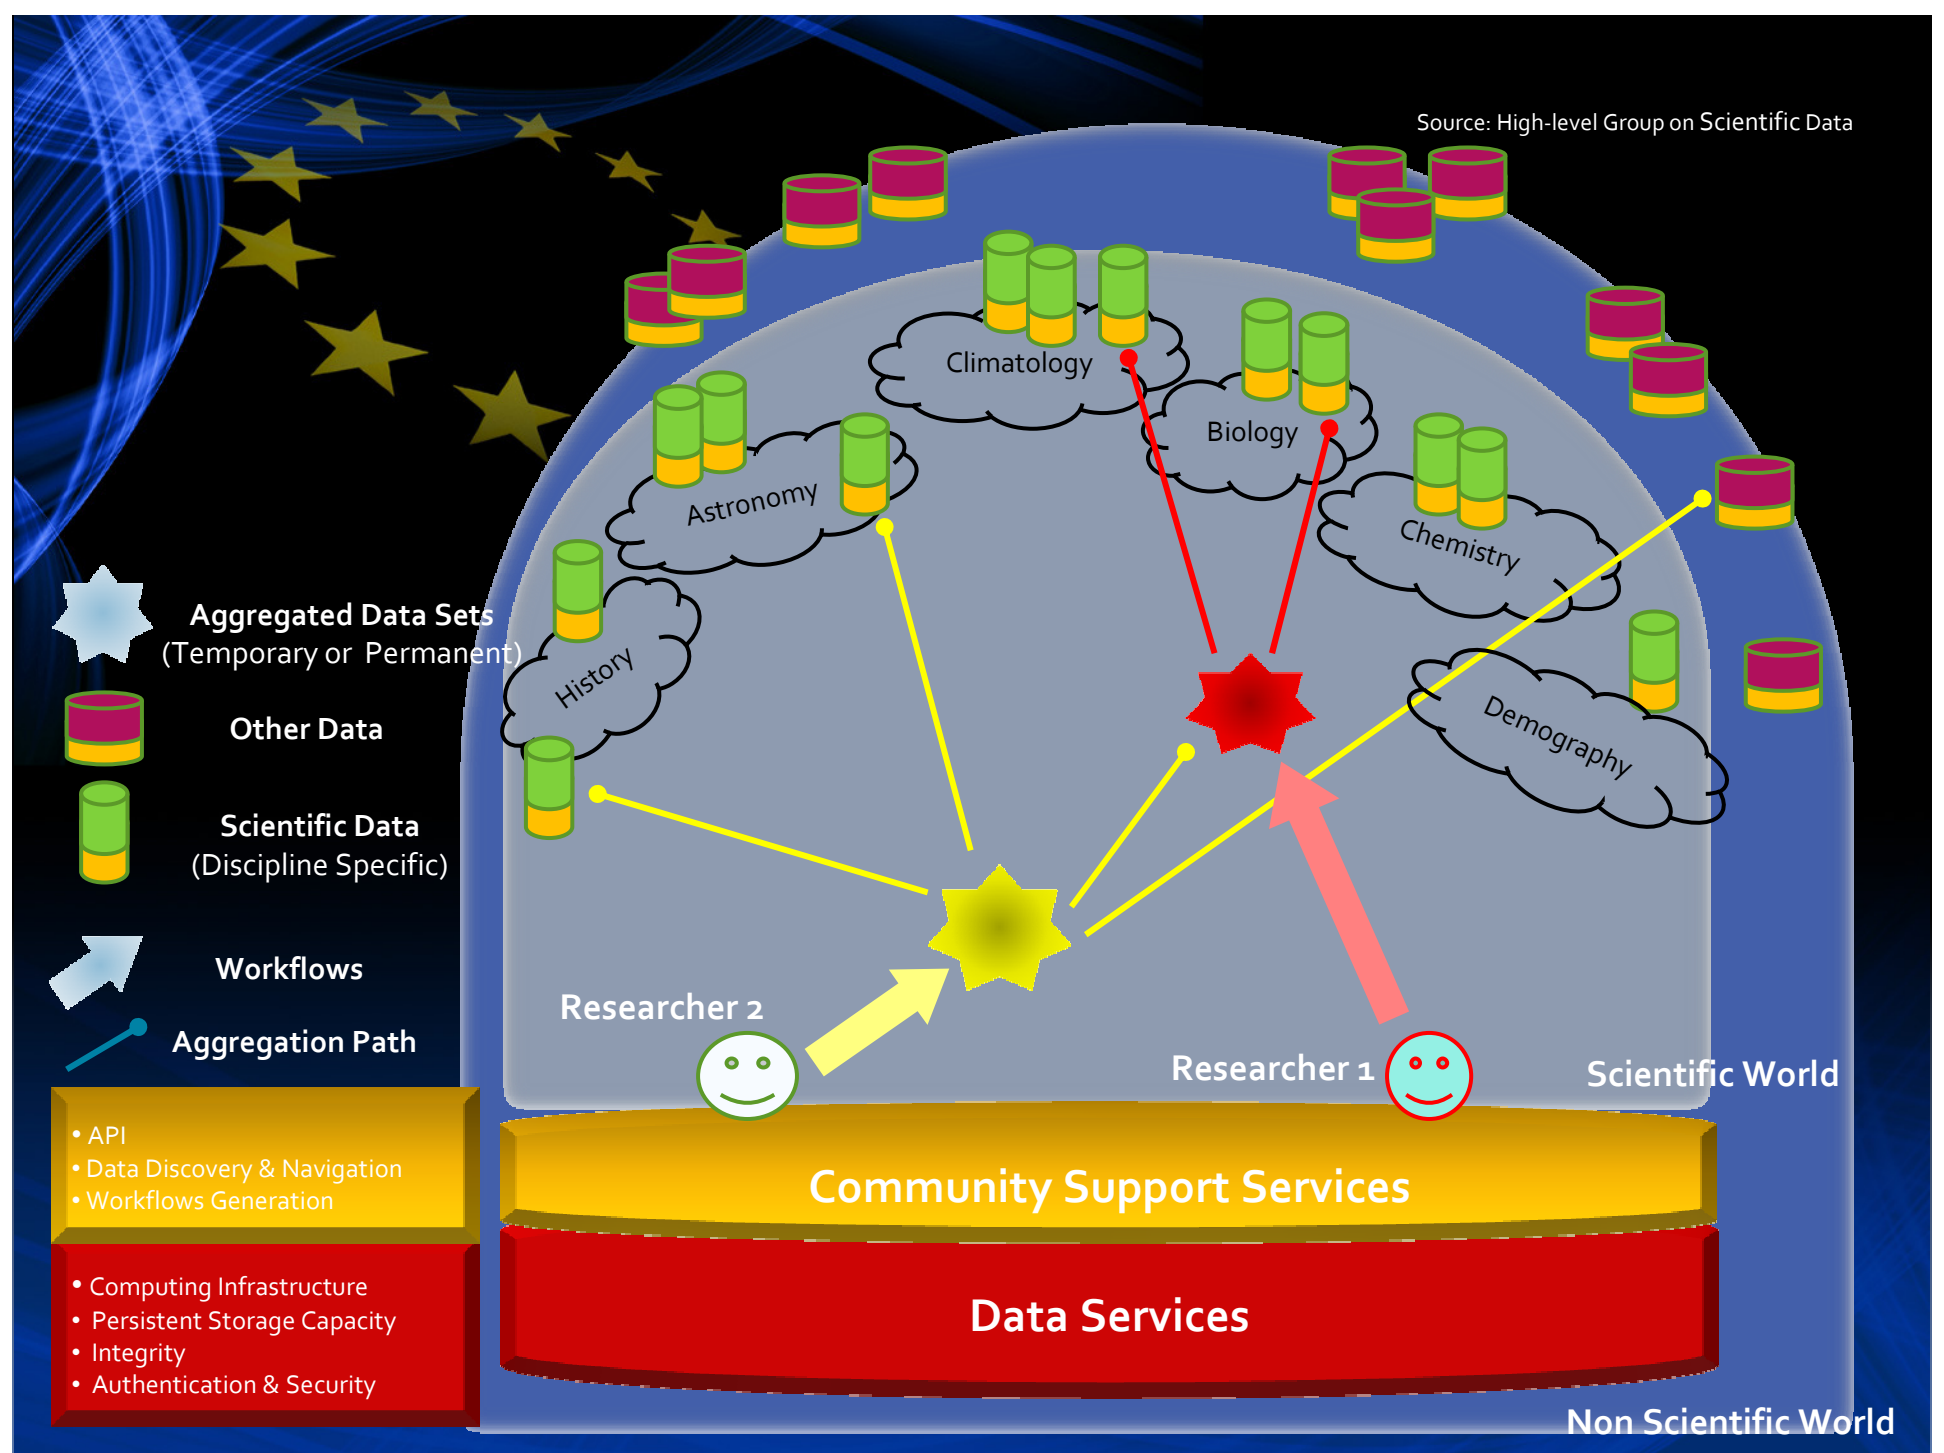 Source: High-level Group on Scientific Data
Climatology
Biology
Astronomy
Chemistry
History
Demography
Aggregated Data Sets
(Temporary or Permanent)
Other Data
Scientific Data
(Discipline Specific)
Workflows
Aggregation Path
Researcher 2
Researcher 1
Scientific World
• API
• Data Discovery & Navigation
• Workflows Generation
Community Support Services
• Computing Infrastructure
• Persistent Storage Capacity
• Integrity
• Authentication & Security
Data Services
Non Scientific World